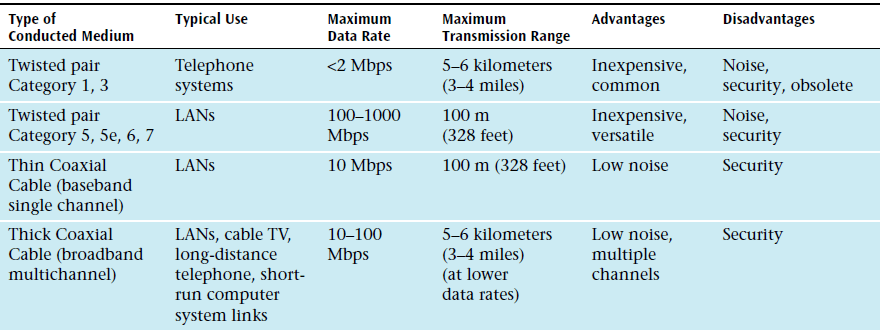 Type of Conducted Medium | Typical Use | Maximum Data Rate | Maximum Transmission Range | Advantages | Disadvantages
Twisted pair Category 1, 3 | Telephone systems | <2 Mbps | 5–6 kilometers (3–4 miles) | Inexpensive, common | Noise, security, obsolete
Twisted pair Category 5, 5e, 6, 7 | LANs | 100–1000 Mbps | 100 m (328 feet) | Inexpensive, versatile | Noise, security
Thin Coaxial Cable (baseband single channel) | LANs | 10 Mbps | 100 m (328 feet) | Low noise | Security
Thick Coaxial Cable (broadband multichannel) | LANs, cable TV, long-distance telephone, short-run computer system links | 10–100 Mbps | 5–6 kilometers (3–4 miles) (at lower data rates) | Low noise, multiple channels | Security